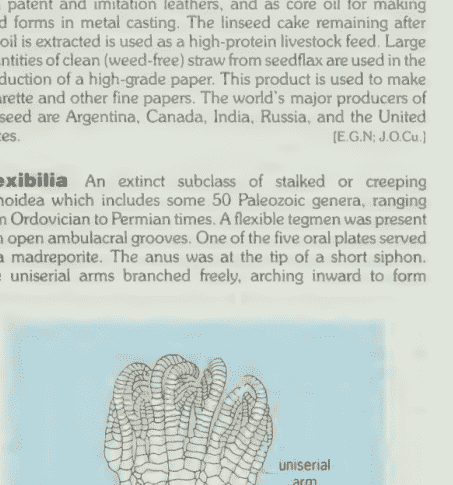 patent and imitation leathers, and as core oil for making
d forms in metal casting. The linseed cake remaining after
oil is extracted is used as a high-protein livestock feed. Large
ntities of clean (weed-free) straw from seedflax are used in the
duction of a high-grade paper. This product is used to make
arette and other fine papers. The world's major producers of
seed are Argentina, Canada, India, Russia, and the United
es. [E.G.N; J.O.Cu.]
exibilia An extinct subclass of stalked or creeping
noidea which includes some 50 Paleozoic genera, ranging
m Ordovician to Permian times. A flexible tegmen was present
n open ambulacral grooves. One of the five oral plates served
a madreporite. The anus was at the tip of a short siphon.
e uniserial arms branched freely, arching inward to form
uniserial
arm